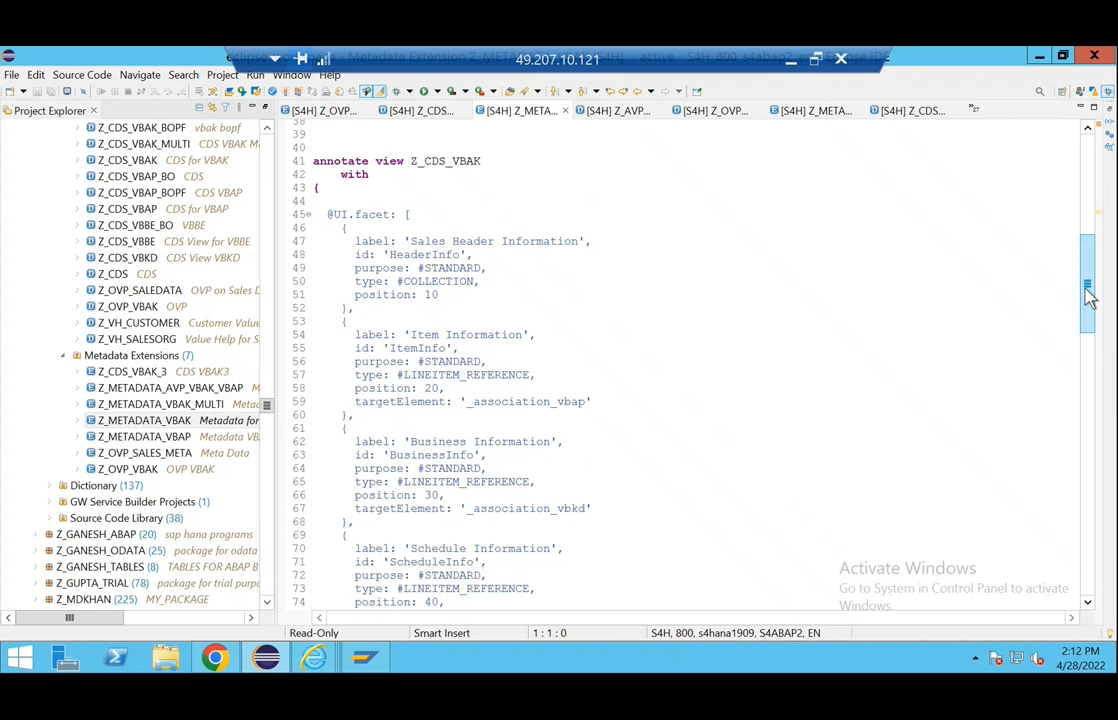 49.207.10.121
File Edit Source Code Navigate Search Project Run Window Help
Project Explorer
[S4H] Z_OVP...
[S4H] Z_CDS...
[S4H] Z_META...
[S4H] Z_AVP...
[S4H] Z_OVP...
[S4H] Z_META...
[S4H] Z_CDS...
27
Z_CDS_VBAK_BOPF vbak bopf
Z_CDS_VBAK_MULTI CDS VBAK M
Z_CDS_VBAK CDS for VBAK
Z_CDS_VBAP_BO CDS
Z_CDS_VBAP_BOPF CDS VBAP
Z_CDS_VBAP CDS for VBAP
Z_CDS_VBBE_BO VBBE
Z_CDS_VBBE CDS View for VBBE
Z_CDS_VBKD CDS View VBKD
Z_CDS CDS
Z_OVP_SALEDATA OVP on Sales D
Z_OVP_VBAK OVP
Z_VH_CUSTOMER Customer Value
Z_VH_SALESORG Value Help for S
Metadata Extensions (7)
Z_CDS_VBAK_3 CDS VBAK3
Z_METADATA_AVP_VBAK_VBAP M
Z_METADATA_VBAK_MULTI Metac
Z_METADATA_VBAK Metadata for
Z_METADATA_VBAP Metadata VB
Z_OVP_SALES_META Meta Data
Z_OVP_VBAK OVP VBAK
Dictionary (137)
GW Service Builder Projects (1)
Source Code Library (38)
Z_GANESH_ABAP (20) sap hana programs
Z_GANESH_ODATA (25) package for odata
Z_GANESH_TABLES (8) TABLES FOR ABAP B
Z_GUPTA_TRIAL (78) package for trial purpo
Z_MDKHAN (225) MY_PACKAGE
38
39
40
41 annotate view Z_CDS_VBAK
42 with
43 {
44
45 @UI.facet: [
46 {
47 label: 'Sales Header Information',
48 id: 'HeaderInfo',
49 purpose: #STANDARD,
50 type: #COLLECTION,
51 position: 10
52 },
53 {
54 label: 'Item Information',
55 id: 'ItemInfo',
56 purpose: #STANDARD,
57 type: #LINEITEM_REFERENCE,
58 position: 20,
59 targetElement: '_association_vbap'
60 },
61 {
62 label: 'Business Information',
63 id: 'BusinessInfo',
64 purpose: #STANDARD,
65 type: #LINEITEM_REFERENCE,
66 position: 30,
67 targetElement: '_association_vbkd'
68 },
69 {
70 label: 'Schedule Information',
71 id: 'ScheduleInfo',
72 purpose: #STANDARD,
73 type: #LINEITEM_REFERENCE,
74 position: 40,
Activate Windows
Go to System in Control Panel to activate
Windows.
Read-Only Smart Insert 1 : 1 : 0 S4H, 800, s4hana1909, S4ABAP2, EN
2:12 PM
4/28/2022